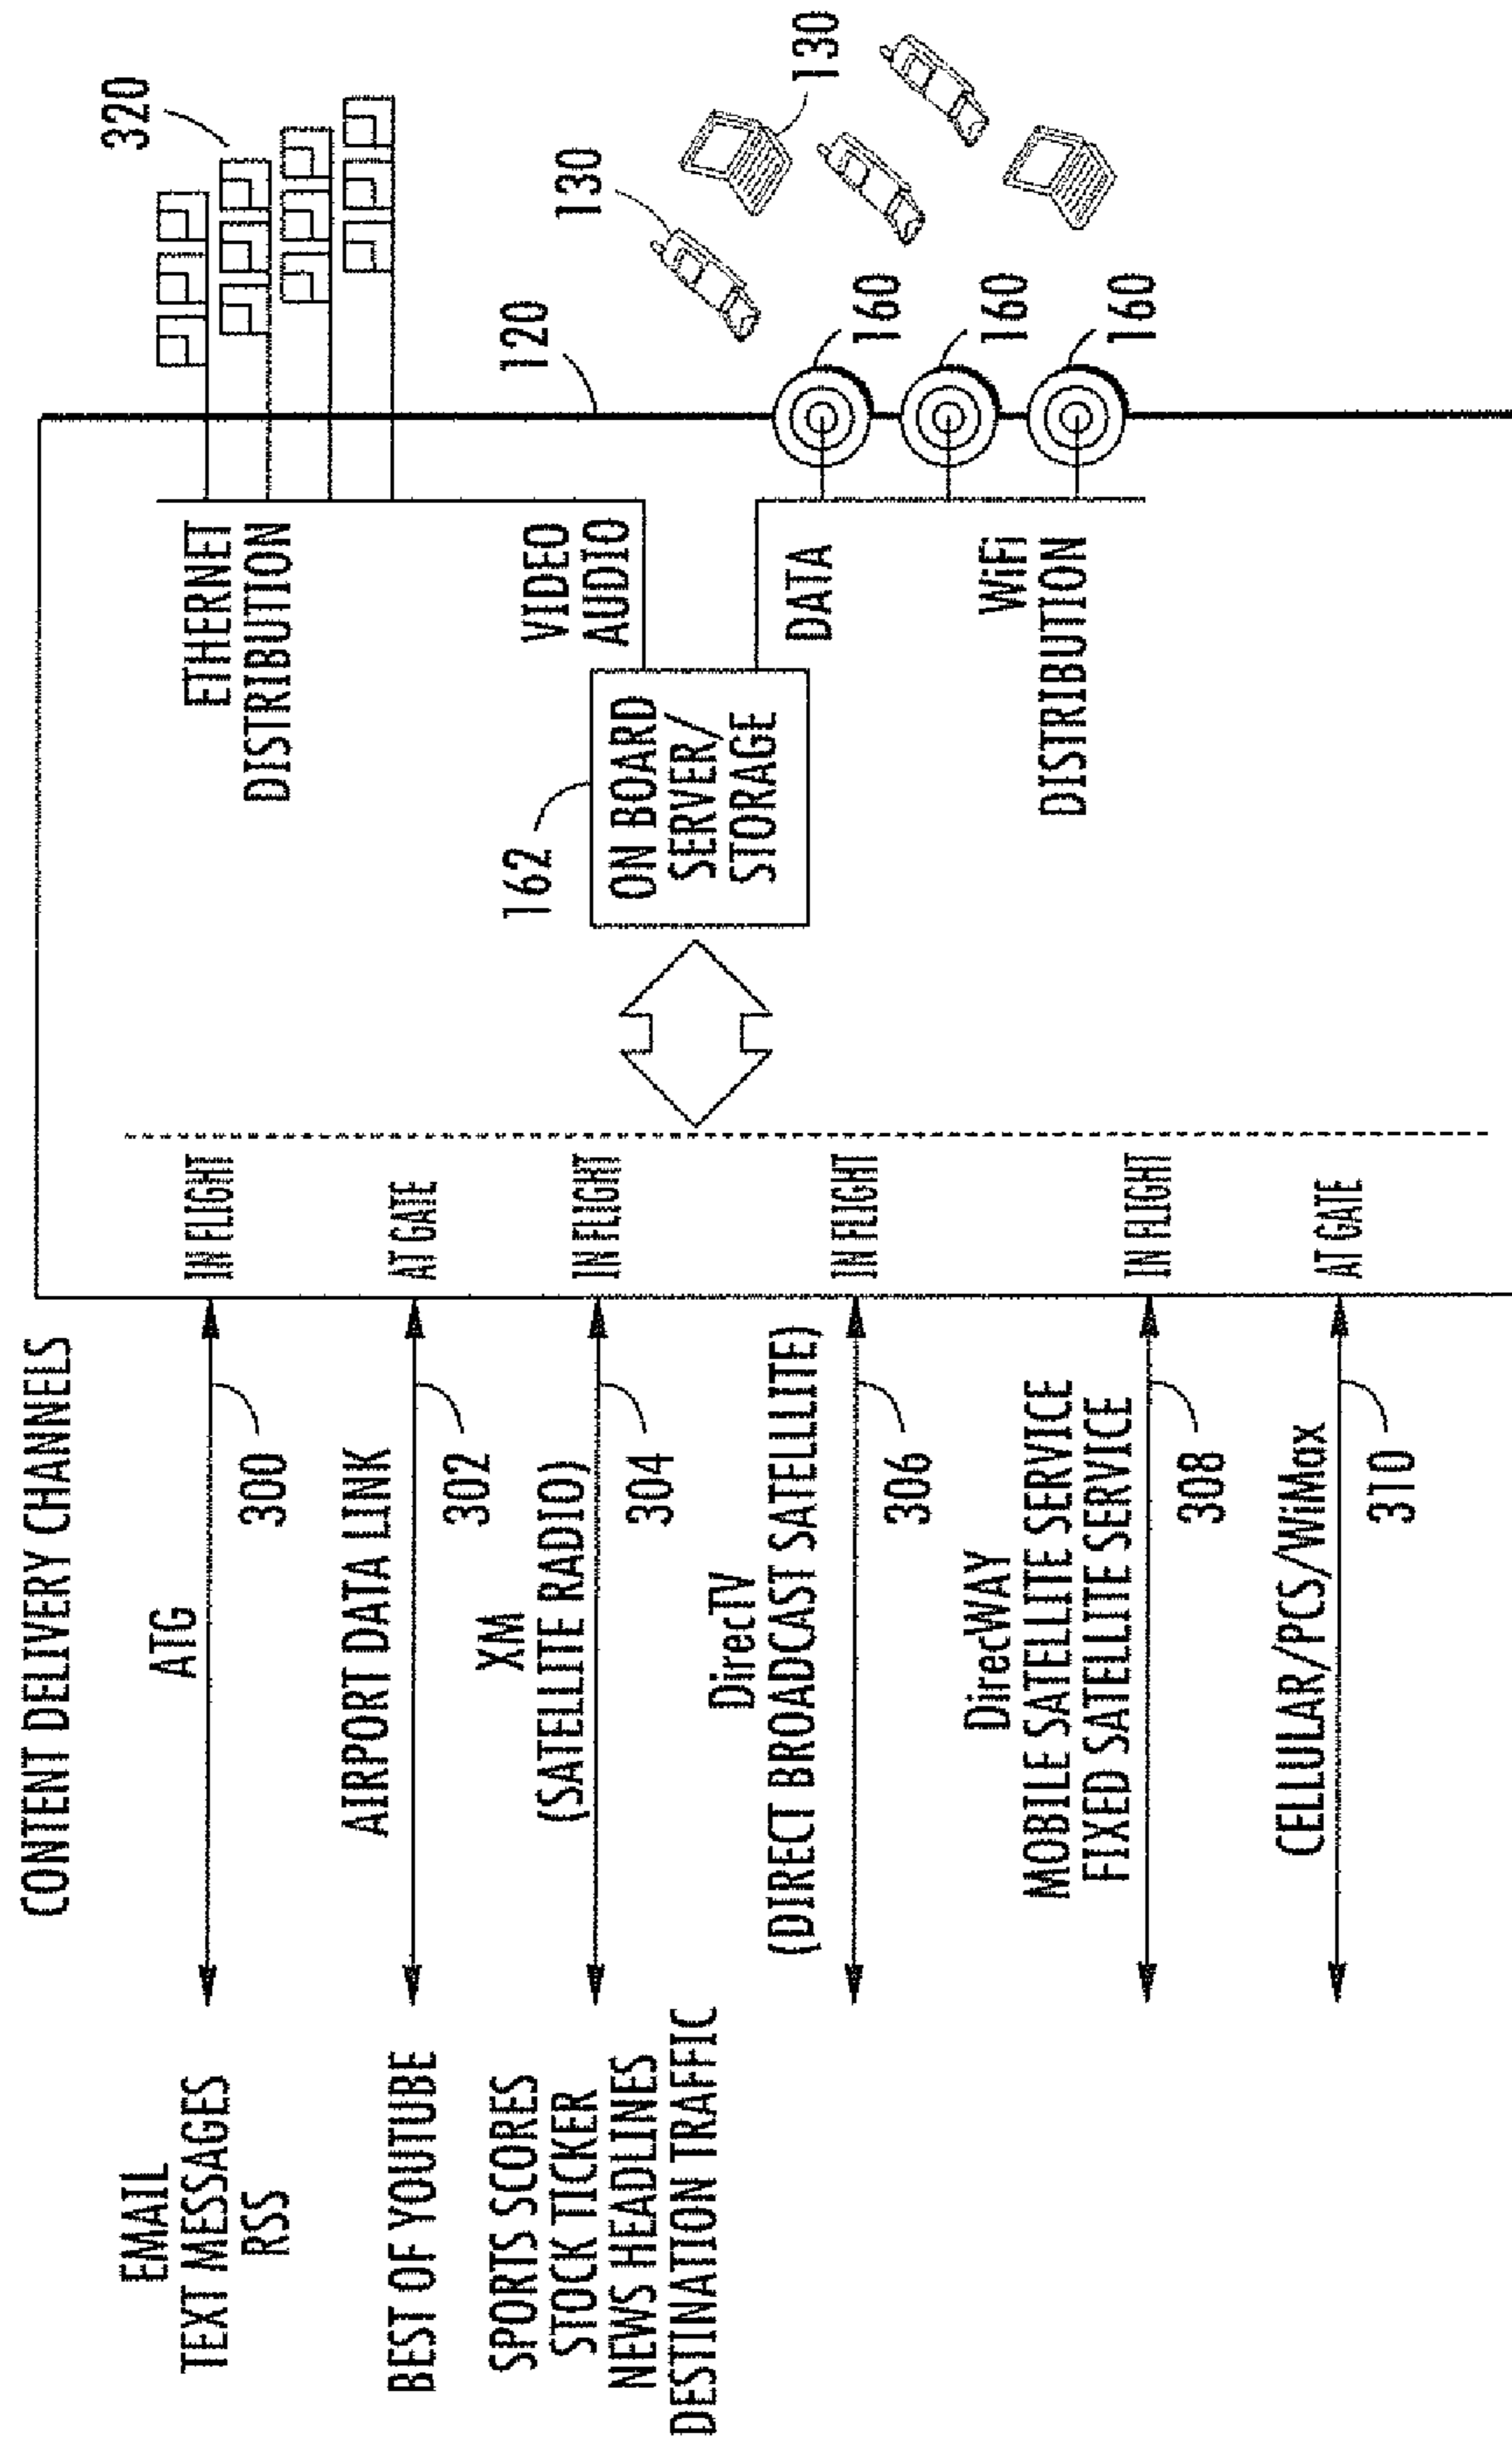 CONTENT DELIVERY CHANNELS
EMAIL
TEXT MESSAGES
RSS
ATG
300
IN FLIGHT
BEST OF YOUTUBE
AIRPORT DATA LINK
302
AT GATE
SPORTS SCORES
STOCK TICKER
NEWS HEADLINES
DESTINATION TRAFFIC
XM
(SATELLITE RADIO)
304
IN FLIGHT
DirecTV
(DIRECT BROADCAST SATELLLITE)
306
IN FLIGHT
DirecWAY
MOBILE SATELLITE SERVICE
FIXED SATELLITE SERVICE
308
IN FLIGHT
CELLULAR/PCS/WiMax
310
AT GATE
162
ON BOARD
SERVER/
STORAGE
ETHERNET
DISTRIBUTION
VIDEO
AUDIO
DATA
WiFi
DISTRIBUTION
320
120
130
130
160
160
160